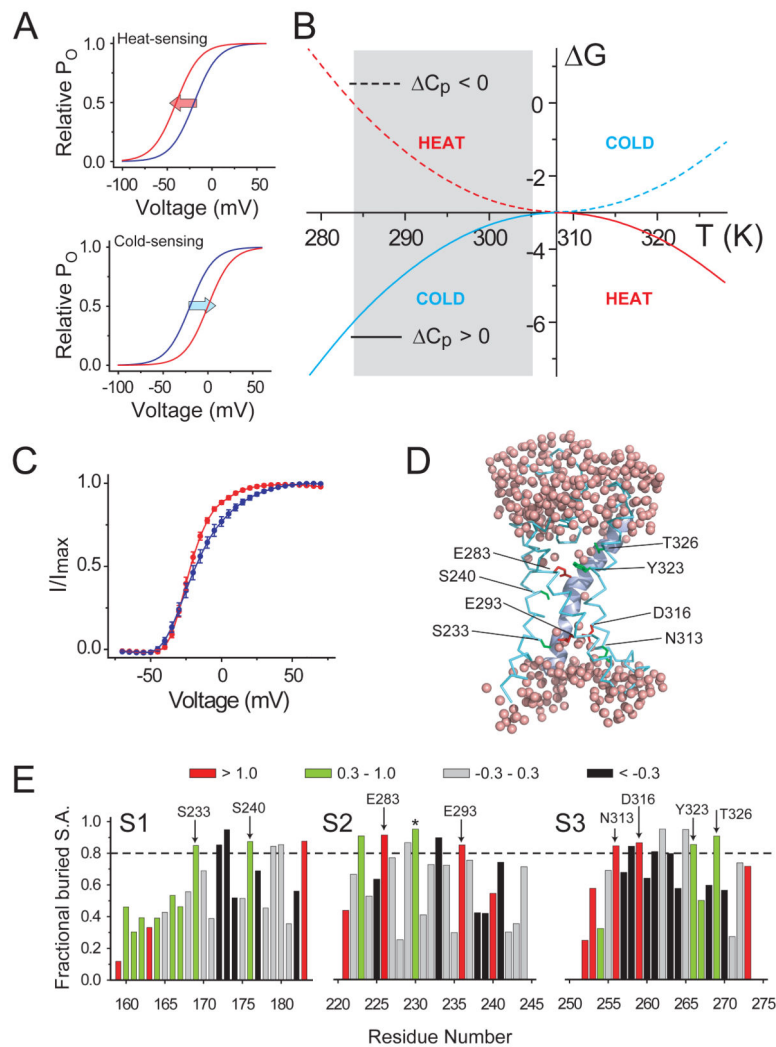 A
Heat-sensing
Relative P_O
1.0
0.5
0.0
-100 -50 0 50
Voltage (mV)
Cold-sensing
Relative P_O
1.0
0.5
0.0
-100 -50 0 50
Voltage (mV)
B
ΔG
ΔC_p < 0
0
HEAT
COLD
-2
280 290 300 310 320 T (K)
-4
COLD
HEAT
ΔC_p > 0
-6
C
I/I_max
1.0
0.5
0.0
-50 0 50
Voltage (mV)
D
T326
E283
Y323
S240
E293
D316
S233
N313
E
> 1.0
0.3 - 1.0
-0.3 - 0.3
< -0.3
Fractional buried S.A.
1.0
0.8
0.6
0.4
0.2
0.0
S1
S233
S240
160 165 170 175 180
S2
E283
*
E293
220 225 230 235 240 245
S3
N313
D316
Y323
T326
250 255 260 265 270 275
Residue Number